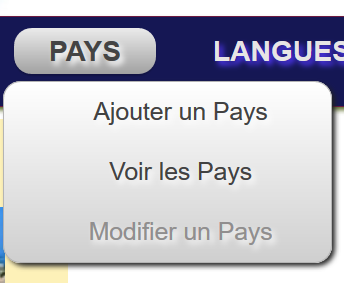 PAYS LANGUES
Ajouter un Pays
Voir les Pays
Modifier un Pays